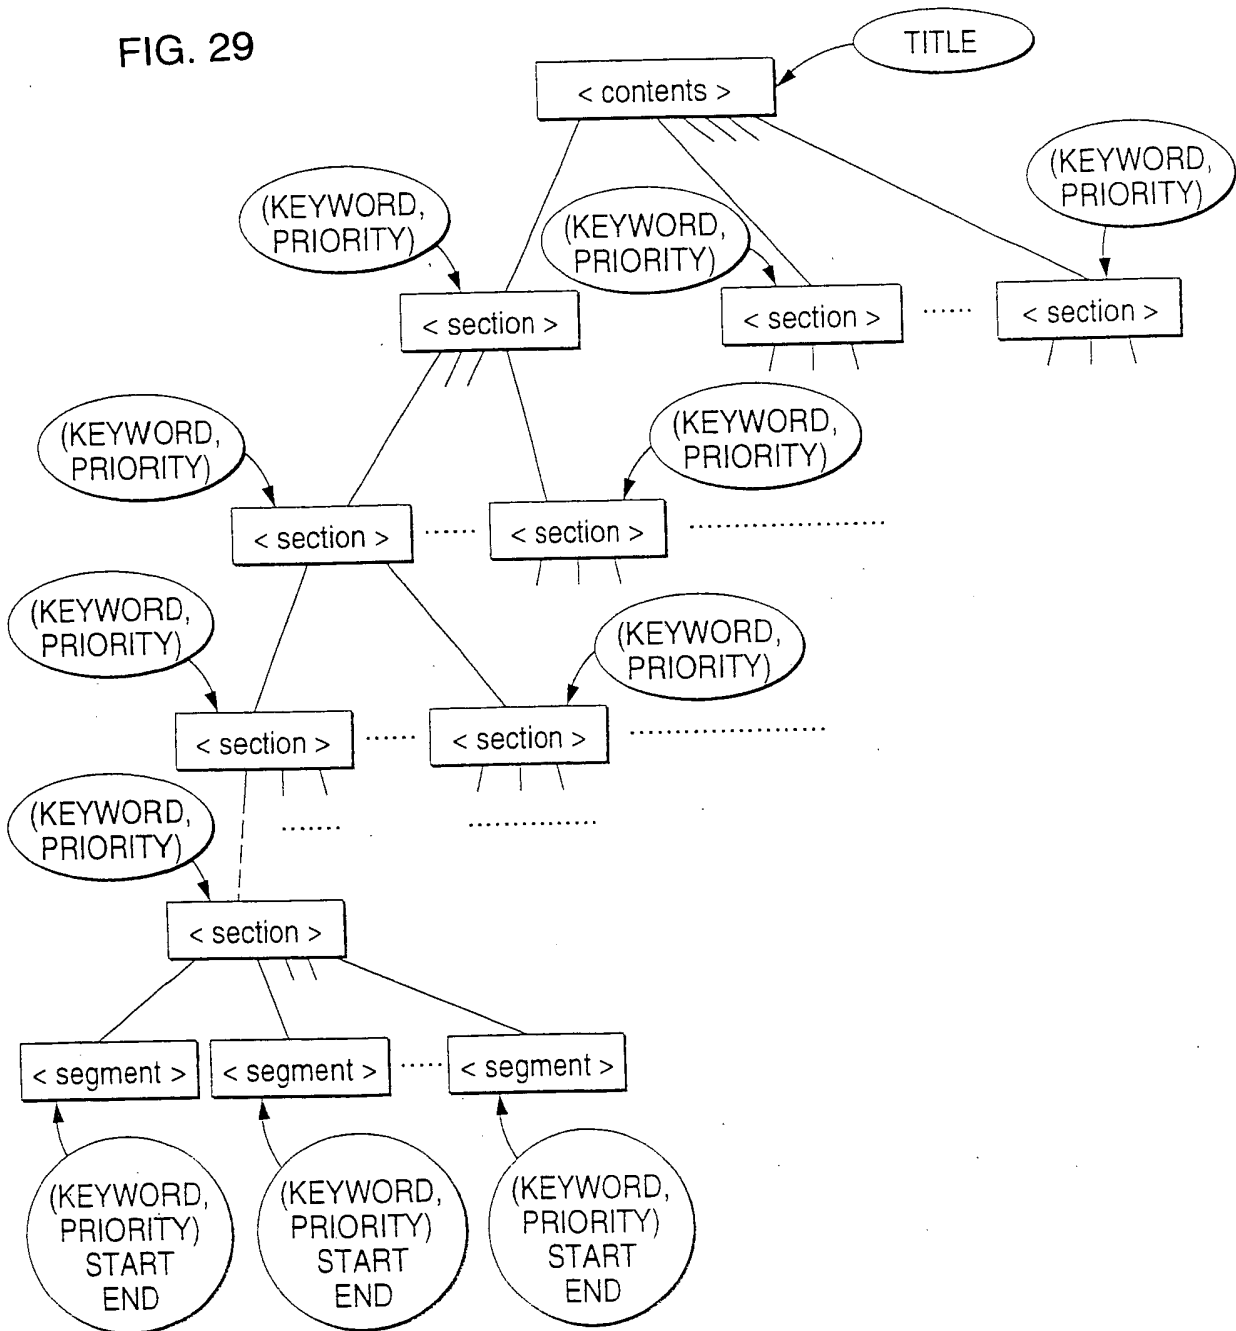 FIG. 29
TITLE
< contents >
(KEYWORD,
PRIORITY)
(KEYWORD,
PRIORITY)
(KEYWORD,
PRIORITY)
< section >
< section >
< section >
(KEYWORD,
PRIORITY)
(KEYWORD,
PRIORITY)
< section >
< section >
(KEYWORD,
PRIORITY)
(KEYWORD,
PRIORITY)
< section >
< section >
(KEYWORD,
PRIORITY)
< section >
< segment >
< segment >
< segment >
(KEYWORD,
PRIORITY)
START
END
(KEYWORD,
PRIORITY)
START
END
(KEYWORD,
PRIORITY)
START
END